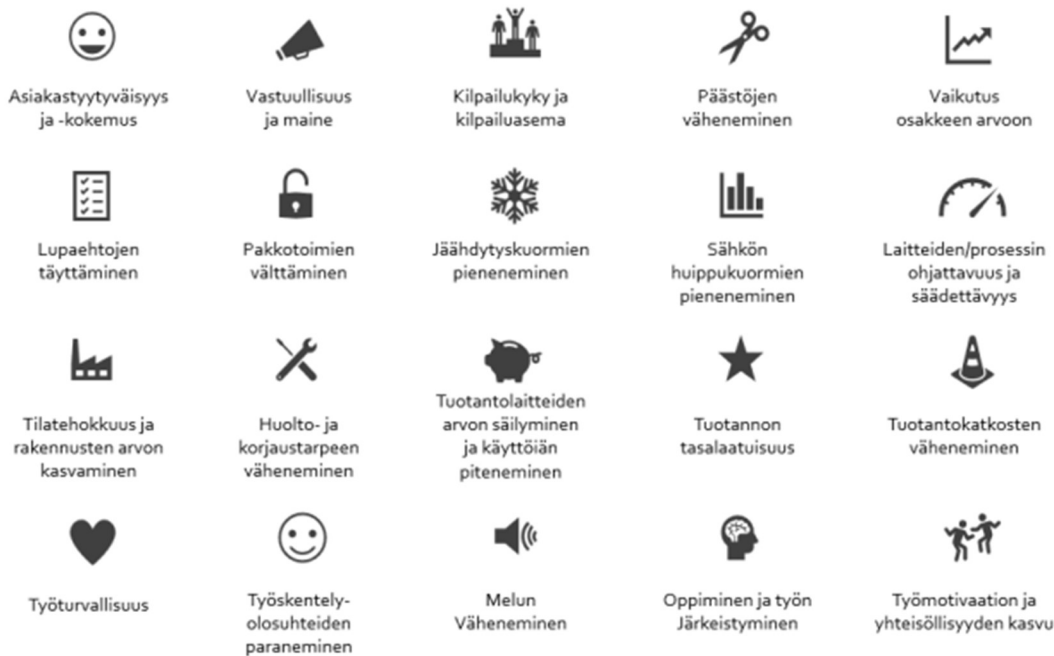 Asiakastyytyväisyys
ja -kokemus
Vastuullisuus
ja maine
Kilpailukyky ja
kilpailuasema
Päästöjen
väheneminen
Vaikutus
osakkeen arvoon
Lupaehtojen
täyttäminen
Pakkotoimien
välttäminen
Jäähdytyskuormien
pieneneminen
Sähkön
huippukuormien
pieneneminen
Laitteiden/prosessin
ohjattavuus ja
säädettävyys
Tilatehokkuus ja
rakennusten arvon
kasvaminen
Huolto- ja
korjaustarpeen
väheneminen
Tuotantolaitteiden
arvon säilyminen
ja käyttöiän
piteneminen
Tuotannon
tasalaatuisuus
Tuotantokatkosten
väheneminen
Työturvallisuus
Työskentely-
olosuhteiden
paraneminen
Melun
Väheneminen
Oppiminen ja työn
Järkeistyminen
Työmotivaation ja
yhteisöllisyyden kasvu